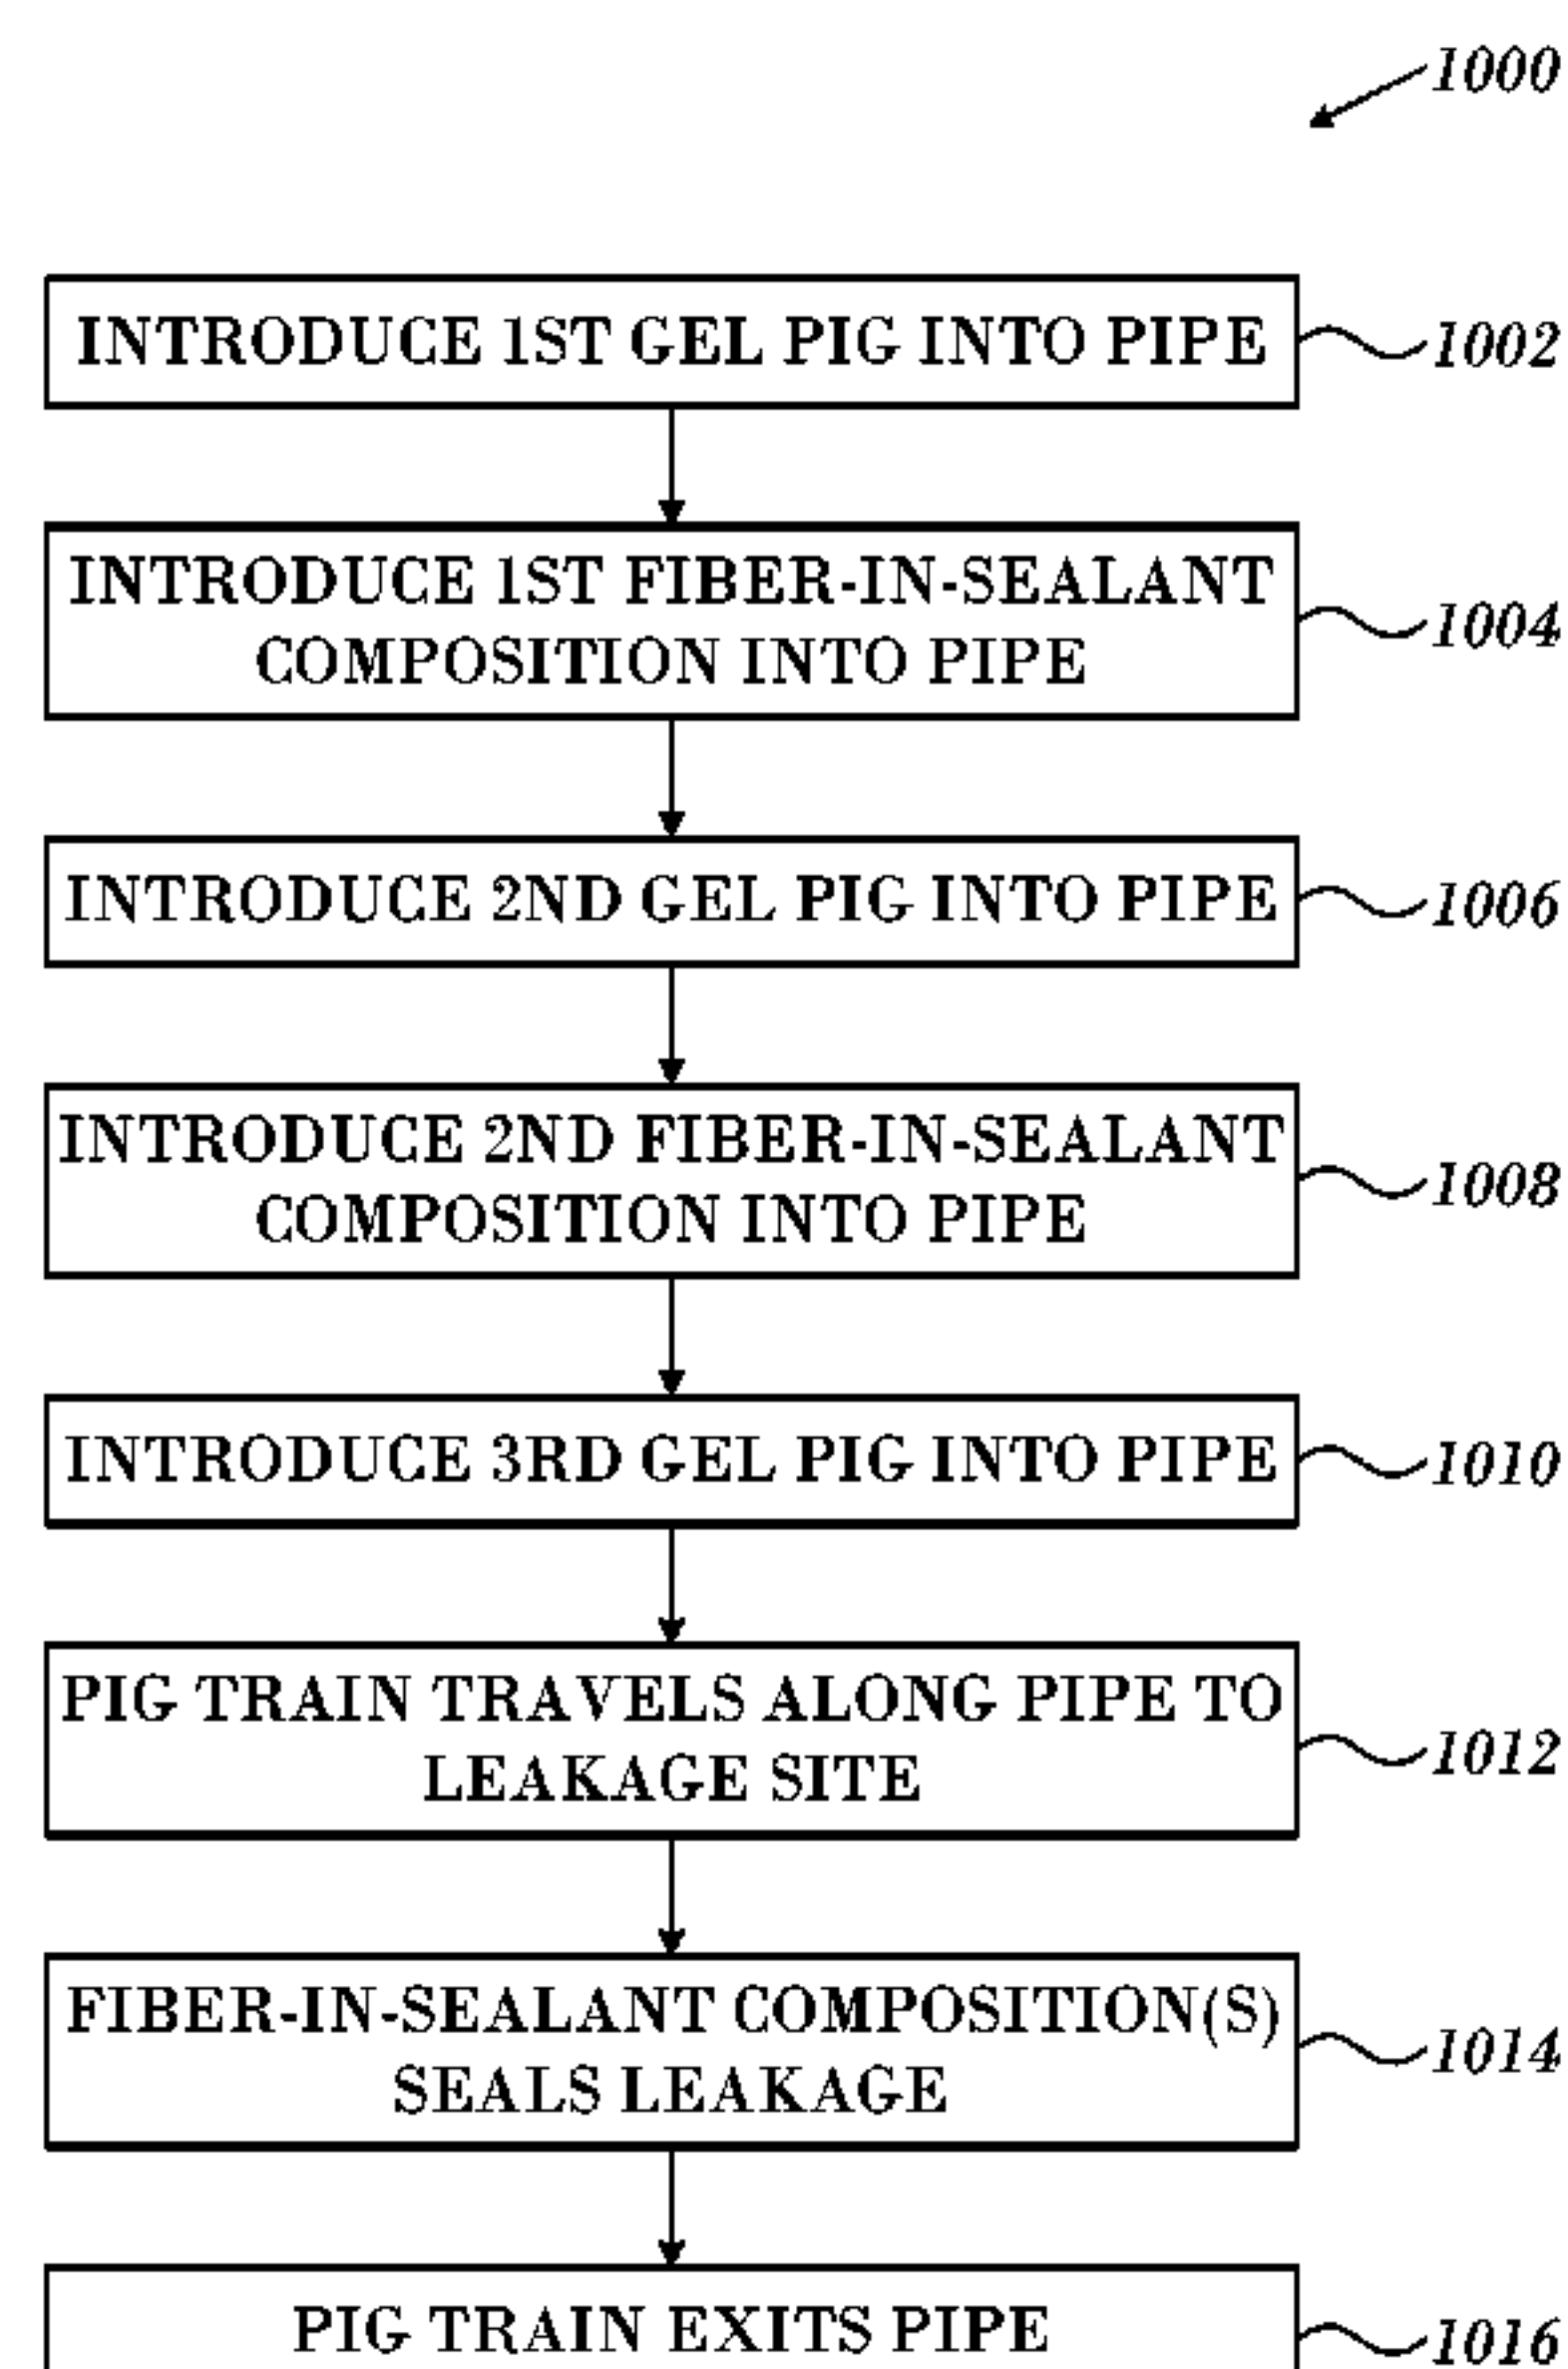 1000
INTRODUCE 1ST GEL PIG INTO PIPE
1002
INTRODUCE 1ST FIBER-IN-SEALANT
COMPOSITION INTO PIPE
1004
INTRODUCE 2ND GEL PIG INTO PIPE
1006
INTRODUCE 2ND FIBER-IN-SEALANT
COMPOSITION INTO PIPE
1008
INTRODUCE 3RD GEL PIG INTO PIPE
1010
PIG TRAIN TRAVELS ALONG PIPE TO
LEAKAGE SITE
1012
FIBER-IN-SEALANT COMPOSITION(S)
SEALS LEAKAGE
1014
PIG TRAIN EXITS PIPE
1016